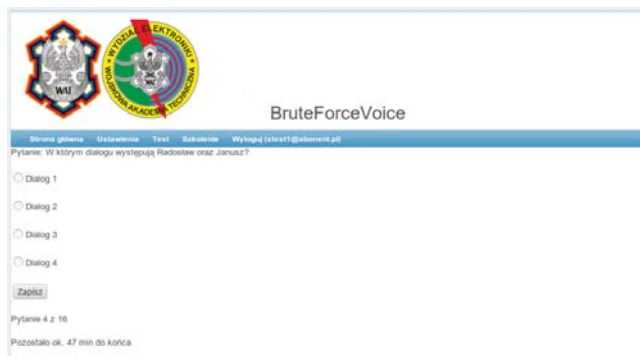 WAT
WYDZIAŁ ELEKTRONIKI
WOJSKOWA AKADEMIA TECHNICZNA
BruteForceVoice
Strona główna Ustawienia Test Szkolenie Wyloguj (xtest1@abonent.pl)
Pytanie: W którym dialogu występują Radosław oraz Janusz?
Dialog 1
Dialog 2
Dialog 3
Dialog 4
Zapisz
Pytanie 4 z 16
Pozostało ok. 47 min do końca